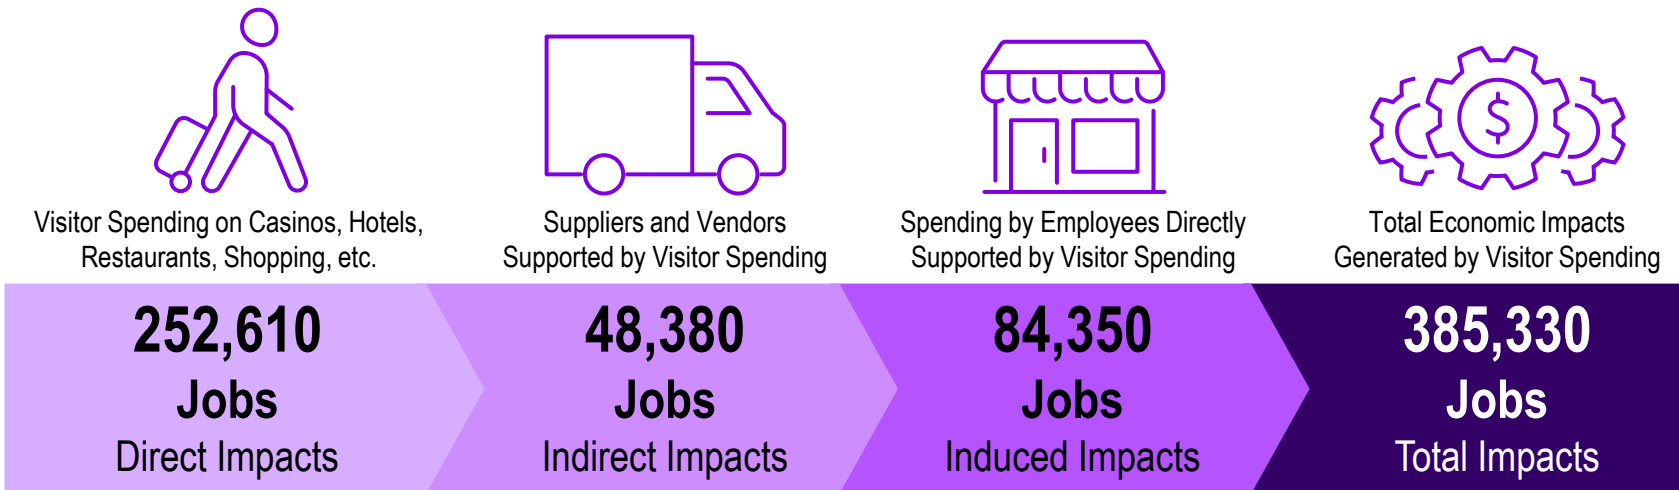 Visitor Spending on Casinos, Hotels,
Restaurants, Shopping, etc.
252,610
Jobs
Direct Impacts
Suppliers and Vendors
Supported by Visitor Spending
48,380
Jobs
Indirect Impacts
Spending by Employees Directly
Supported by Visitor Spending
84,350
Jobs
Induced Impacts
$
Total Economic Impacts
Generated by Visitor Spending
385,330
Jobs
Total Impacts